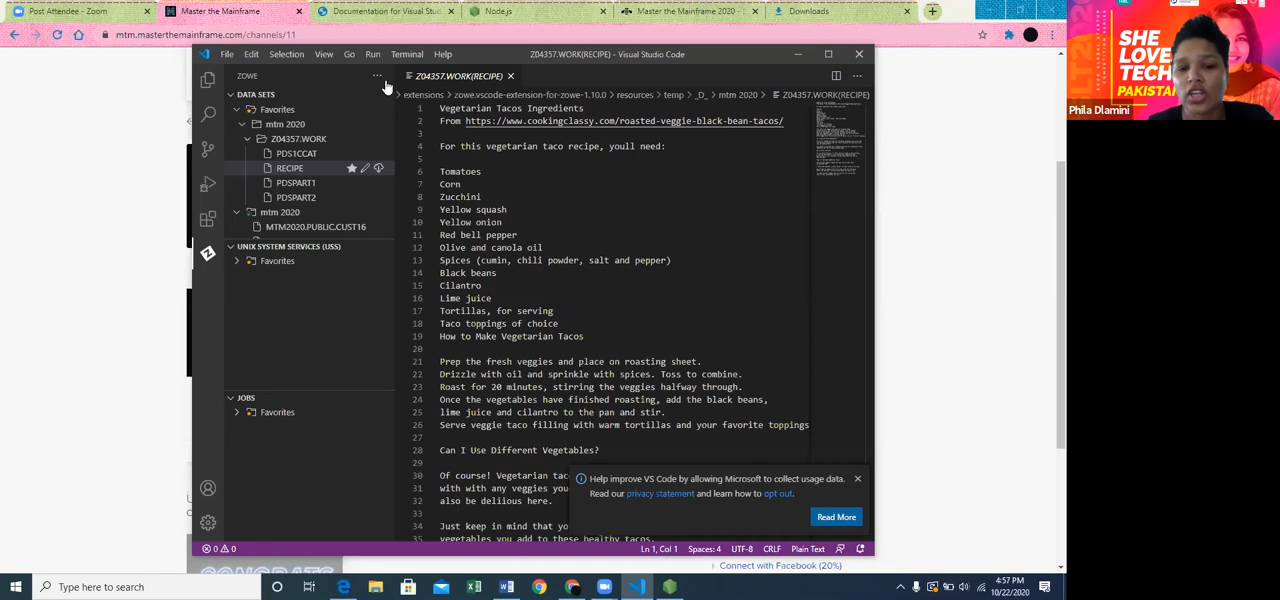 Post Attendee - Zoom
Master the Mainframe
Documentation for Visual Stu
Node.js
Master the Mainframe 2020 -
Downloads
mtm.masterthemainframe.com/channels/11
File Edit Selection View Go Run Terminal Help
Z04357.WORK(RECIPE) - Visual Studio Code
ZOWE
Z04357.WORK(RECIPE)
extensions > zowe.vscode-extension-for-zowe-1.10.0 > resources > temp > _D_ > mtm 2020 > Z04357.WORK(RECIPE)
DATA SETS
Favorites
mtm 2020
Z04357.WORK
PDS1CCAT
RECIPE
PDSPART1
PDSPART2
mtm 2020
MTM2020.PUBLIC.CUST16
UNIX SYSTEM SERVICES (USS)
Favorites
JOBS
Favorites
1 Vegetarian Tacos Ingredients
2 From https://www.cookingclassy.com/roasted-veggie-black-bean-tacos/
3
4 For this vegetarian taco recipe, youll need:
5
6 Tomatoes
7 Corn
8 Zucchini
9 Yellow squash
10 Yellow onion
11 Red bell pepper
12 Olive and canola oil
13 Spices (cumin, chili powder, salt and pepper)
14 Black beans
15 Cilantro
16 Lime juice
17 Tortillas, for serving
18 Taco toppings of choice
19 How to Make Vegetarian Tacos
20
21 Prep the fresh veggies and place on roasting sheet.
22 Drizzle with oil and sprinkle with spices. Toss to combine.
23 Roast for 20 minutes, stirring the veggies halfway through.
24 Once the vegetables have finished roasting, add the black beans,
25 lime juice and cilantro to the pan and stir.
26 Serve veggie taco filling with warm tortillas and your favorite toppings
27
28 Can I Use Different Vegetables?
29
30 Of course! Vegetarian tac
31 with with any veggies you
32 also be deliious here.
33
34 Just keep in mind that yo
35 vegetables you add to these healthy tacos.
Help improve VS Code by allowing Microsoft to collect usage data.
Read our privacy statement and learn how to opt out.
Read More
0 0
Ln 1, Col 1 Spaces: 4 UTF-8 CRLF Plain Text
CONGRATS
Connect with Facebook (20%)
Type here to search
4:57 PM
10/22/2020
SHE
LOVE
TECH
PAKISTAN
Phila Dlamini